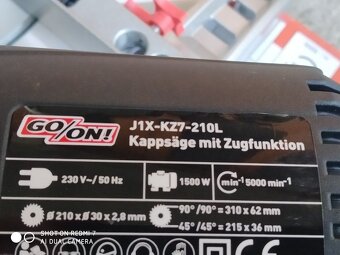 GO/ON!
J1X-KZ7-210L
Kappsäge mit Zugfunktion
230 V~/ 50 Hz
1500 W
min⁻¹ 5000 min⁻¹
Ø 210 x Ø 30 x 2,8 mm
90° /90° = 310 x 62 mm
45°/ 45° = 215 x 36 mm
SHOT ON REDMI 7
AI DUAL CAMERA